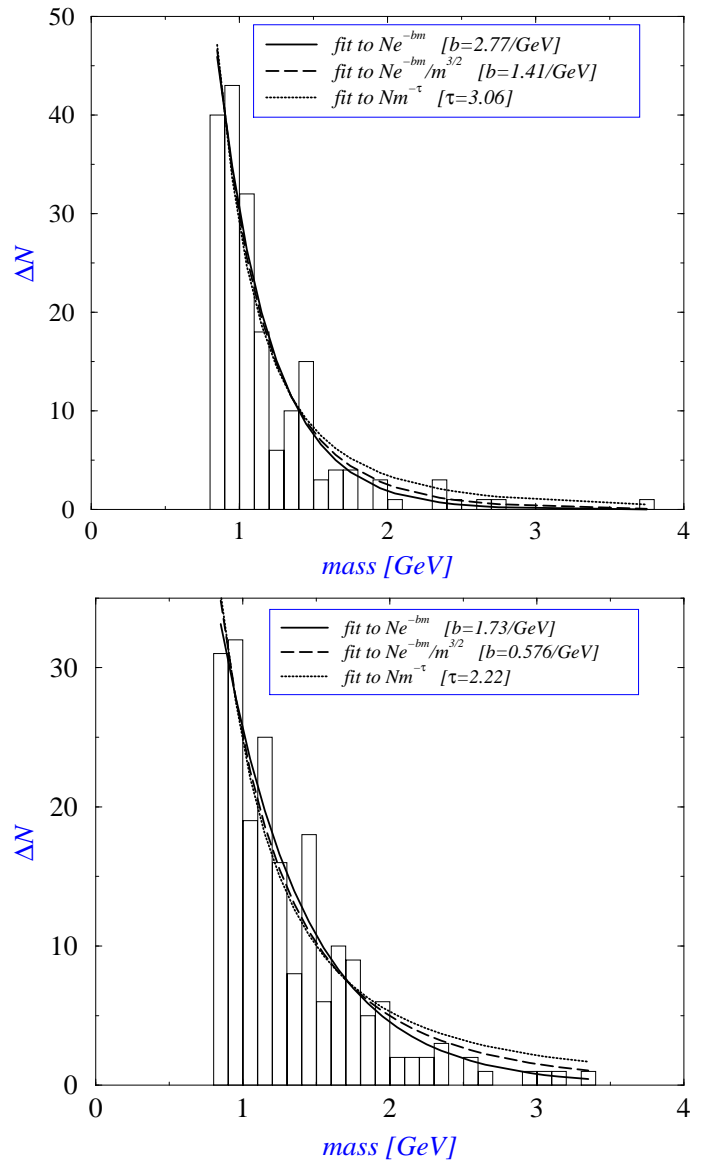 50
40
30
20
10
0
ΔN
fit to Ne^{-bm} [b=2.77/GeV]
fit to Ne^{-bm}/m^{3/2} [b=1.41/GeV]
fit to Nm^{-τ} [τ=3.06]
0 1 2 3 4
mass [GeV]
30
20
10
0
ΔN
fit to Ne^{-bm} [b=1.73/GeV]
fit to Ne^{-bm}/m^{3/2} [b=0.576/GeV]
fit to Nm^{-τ} [τ=2.22]
0 1 2 3 4
mass [GeV]